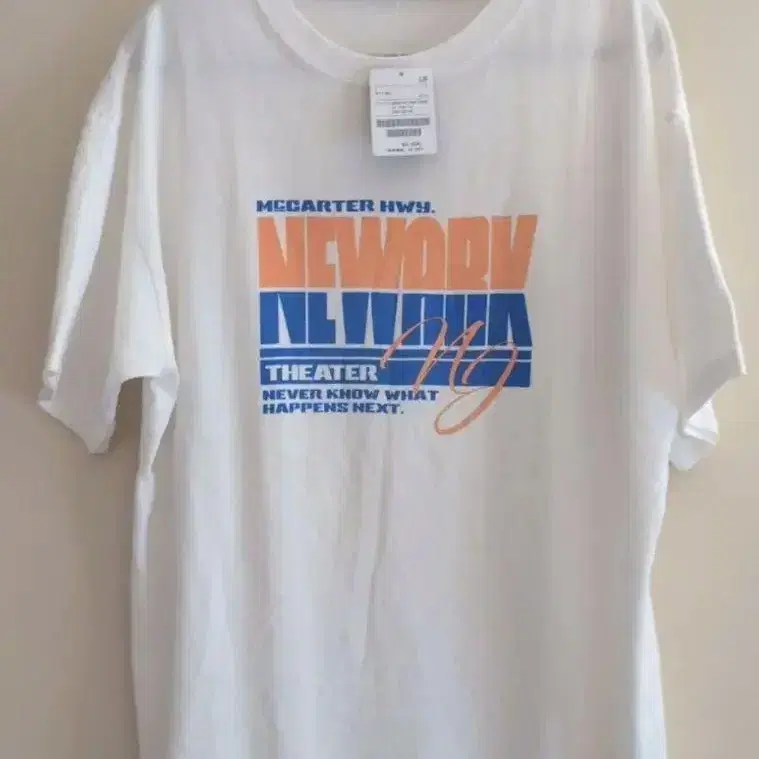 McCARTER HWY.
NEWARK
NEWARK
NJ
THEATER
NEVER KNOW WHAT
HAPPENS NEXT.